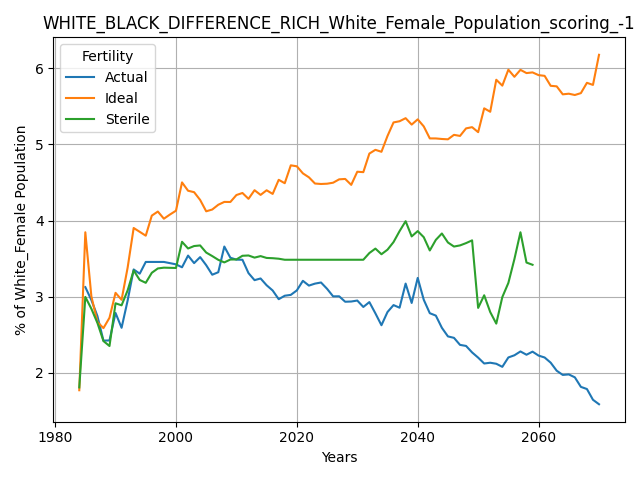 WHITE_BLACK_DIFFERENCE_RICH_White_Female_Population_scoring_-1
Fertility
Actual
Ideal
Sterile
% of White_Female Population
6
5
4
3
2
1980
2000
2020
2040
2060
Years